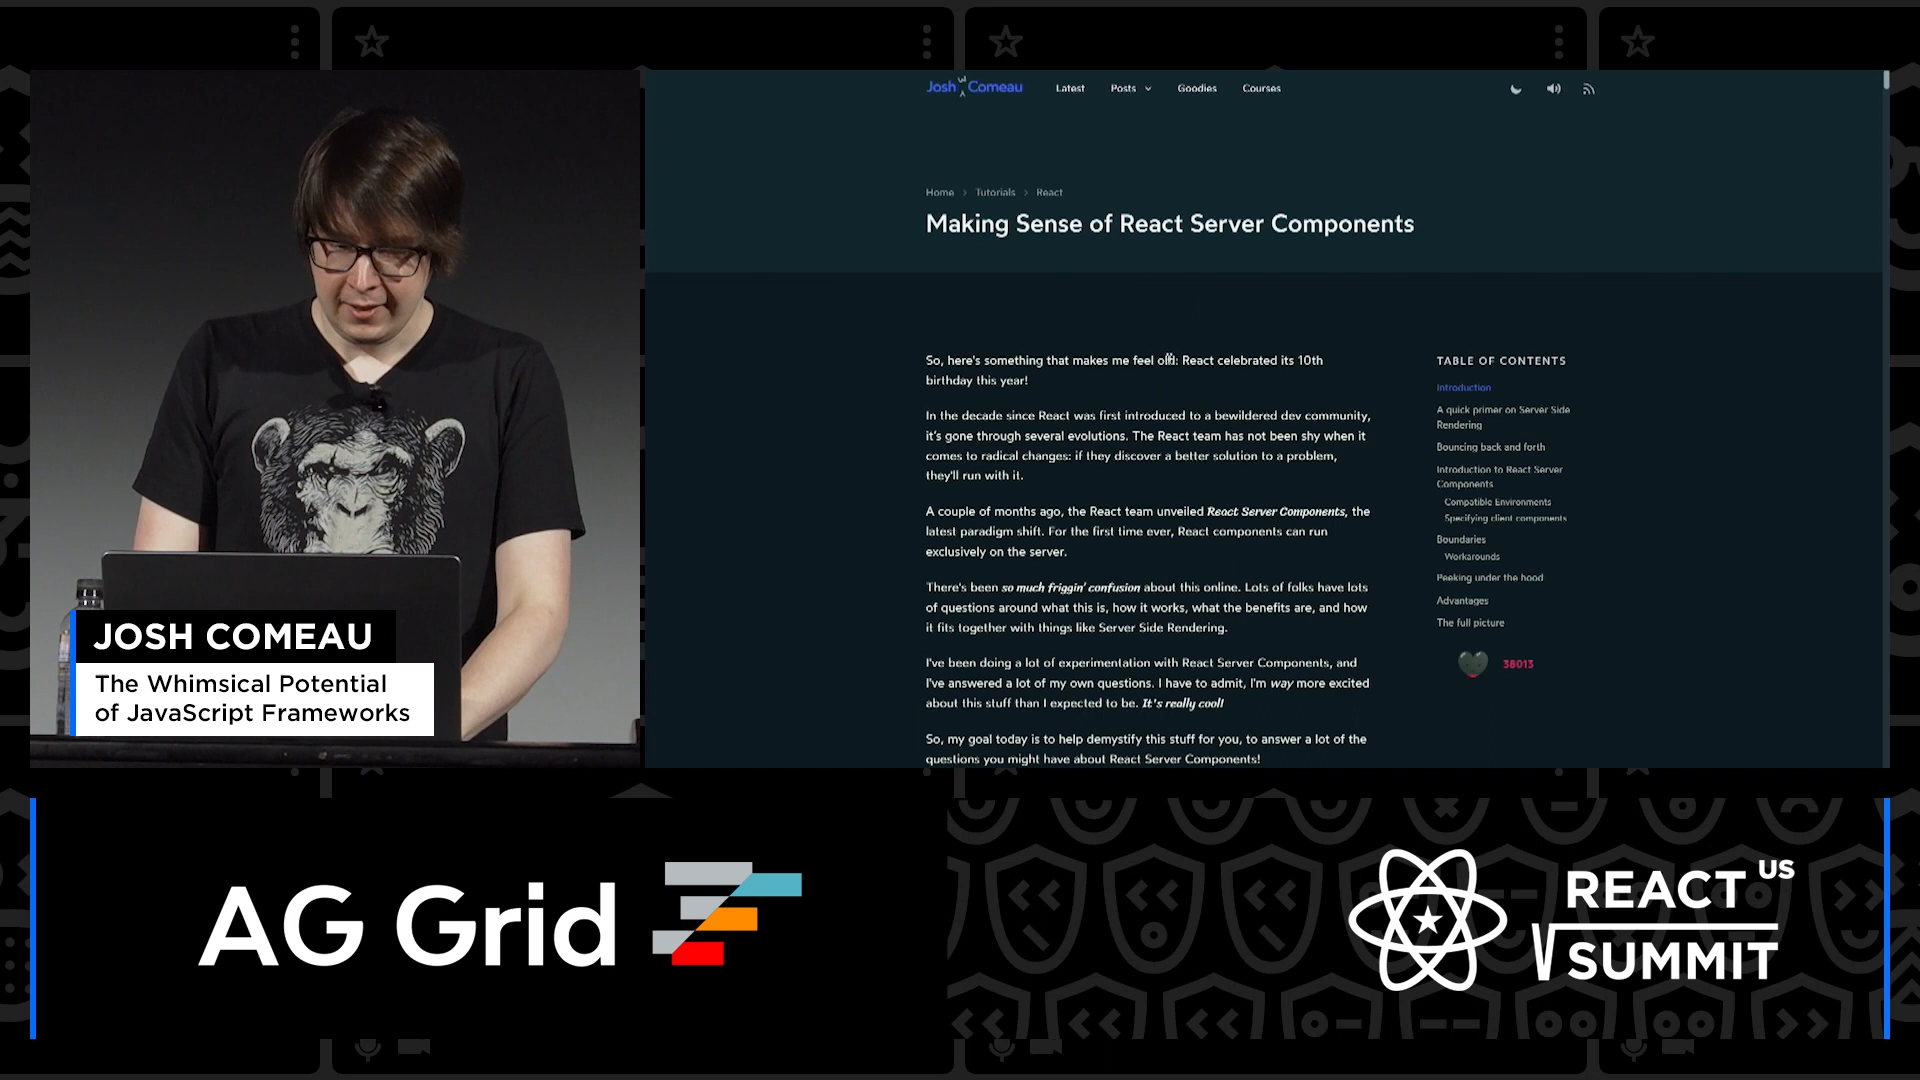 Josh W Comeau
Latest
Posts
Goodies
Courses
Home > Tutorials > React
Making Sense of React Server Components
So, here's something that makes me feel old: React celebrated its 10th
birthday this year!
In the decade since React was first introduced to a bewildered dev community,
it's gone through several evolutions. The React team has not been shy when it
comes to radical changes: if they discover a better solution to a problem,
they'll run with it.
A couple of months ago, the React team unveiled React Server Components, the
latest paradigm shift. For the first time ever, React components can run
exclusively on the server.
There's been so much friggin' confusion about this online. Lots of folks have lots
of questions around what this is, how it works, what the benefits are, and how
it fits together with things like Server Side Rendering.
I've been doing a lot of experimentation with React Server Components, and
I've answered a lot of my own questions. I have to admit, I'm way more excited
about this stuff than I expected to be. It's really cool!
So, my goal today is to help demystify this stuff for you, to answer a lot of the
questions you might have about React Server Components!
TABLE OF CONTENTS
Introduction
A quick primer on Server Side
Rendering
Bouncing back and forth
Introduction to React Server
Components
Compatible Environments
Specifying client components
Boundaries
Workarounds
Peeking under the hood
Advantages
The full picture
38013
JOSH COMEAU
The Whimsical Potential
of JavaScript Frameworks
AG Grid
REACT US
SUMMIT